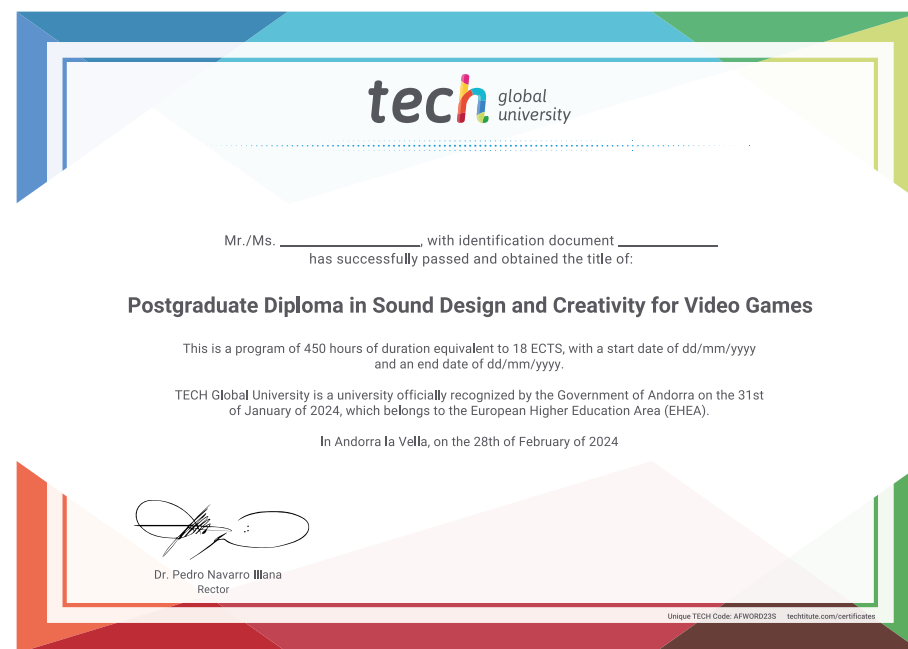 tech global
university
Mr./Ms. ____________, with identification document ____________
has successfully passed and obtained the title of:
Postgraduate Diploma in Sound Design and Creativity for Video Games
This is a program of 450 hours of duration equivalent to 18 ECTS, with a start date of dd/mm/yyyy
and an end date of dd/mm/yyyy.
TECH Global University is a university officially recognized by the Government of Andorra on the 31st
of January of 2024, which belongs to the European Higher Education Area (EHEA).
In Andorra la Vella, on the 28th of February of 2024
Dr. Pedro Navarro Illana
Rector
Unique TECH Code: AFWORD23S techtitute.com/certificates